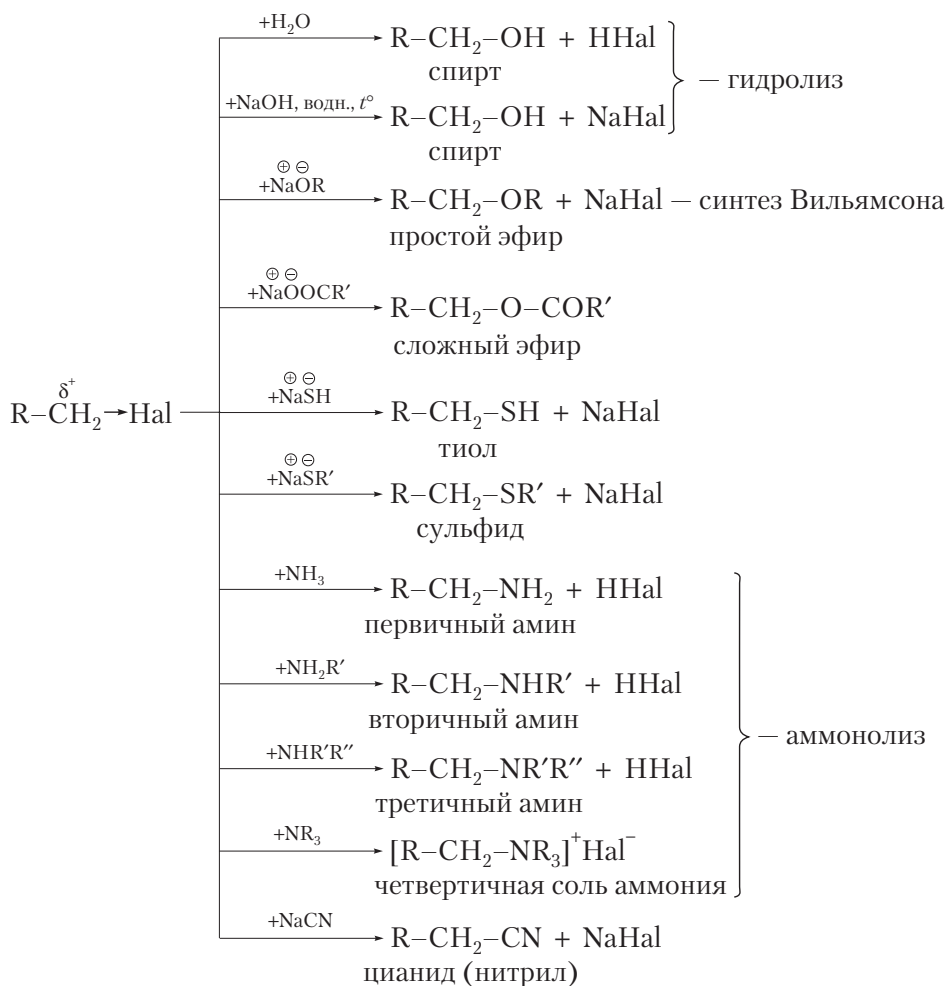 +H₂O
R–CH₂–OH + HHal
спирт
— гидролиз
+NaOH, водн., t°
R–CH₂–OH + NaHal
спирт
⊕ ⊖
+NaOR
R–CH₂–OR + NaHal — синтез Вильямсона
простой эфир
⊕ ⊖
+NaOOCR′
R–CH₂–O–COR′
сложный эфир
δ⁺
R–CH₂→Hal
⊕ ⊖
+NaSH
R–CH₂–SH + NaHal
тиол
⊕ ⊖
+NaSR′
R–CH₂–SR′ + NaHal
сульфид
+NH₃
R–CH₂–NH₂ + HHal
первичный амин
+NH₂R′
R–CH₂–NHR′ + HHal
вторичный амин
— аммонолиз
+NHR′R″
R–CH₂–NR′R″ + HHal
третичный амин
+NR₃
[R–CH₂–NR₃]⁺Hal⁻
четвертичная соль аммония
+NaCN
R–CH₂–CN + NaHal
цианид (нитрил)